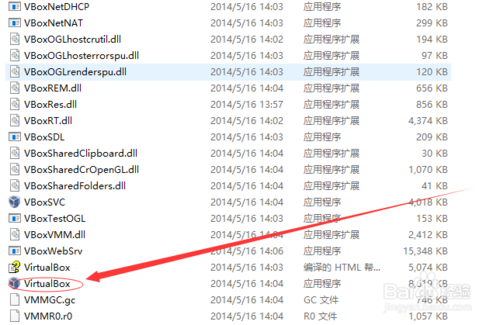 VBoxNetDHCP 2014/5/16 14:03 应用程序 182 KB
VBoxNetNAT 2014/5/16 14:03 应用程序 299 KB
VBoxOGLhostcrutil.dll 2014/5/16 14:03 应用程序扩展 194 KB
VBoxOGLhosterrorspu.dll 2014/5/16 14:03 应用程序扩展 97 KB
VBoxOGLrenderspu.dll 2014/5/16 14:03 应用程序扩展 120 KB
VBoxREM.dll 2014/5/16 14:04 应用程序扩展 656 KB
VBoxRes.dll 2014/5/16 13:57 应用程序扩展 856 KB
VBoxRT.dll 2014/5/16 14:02 应用程序扩展 4,374 KB
VBoxSDL 2014/5/16 14:03 应用程序 209 KB
VBoxSharedClipboard.dll 2014/5/16 14:04 应用程序扩展 30 KB
VBoxSharedCrOpenGL.dll 2014/5/16 14:04 应用程序扩展 1,070 KB
VBoxSharedFolders.dll 2014/5/16 14:04 应用程序扩展 41 KB
VBoxSVC 2014/5/16 14:04 应用程序 4,018 KB
VBoxTestOGL 2014/5/16 14:03 应用程序 153 KB
VBoxVMM.dll 2014/5/16 14:04 应用程序扩展 2,412 KB
VBoxWebSrv 2014/5/16 14:06 应用程序 15,348 KB
VirtualBox 2014/5/16 14:03 编译的 HTML 帮... 5,074 KB
VirtualBox 2014/5/16 14:04 应用程序 8,319 KB
VMMGC.gc 2014/5/16 14:04 GC 文件 746 KB
VMMR0.r0 2014/5/16 14:04 R0 文件 1,057 KB